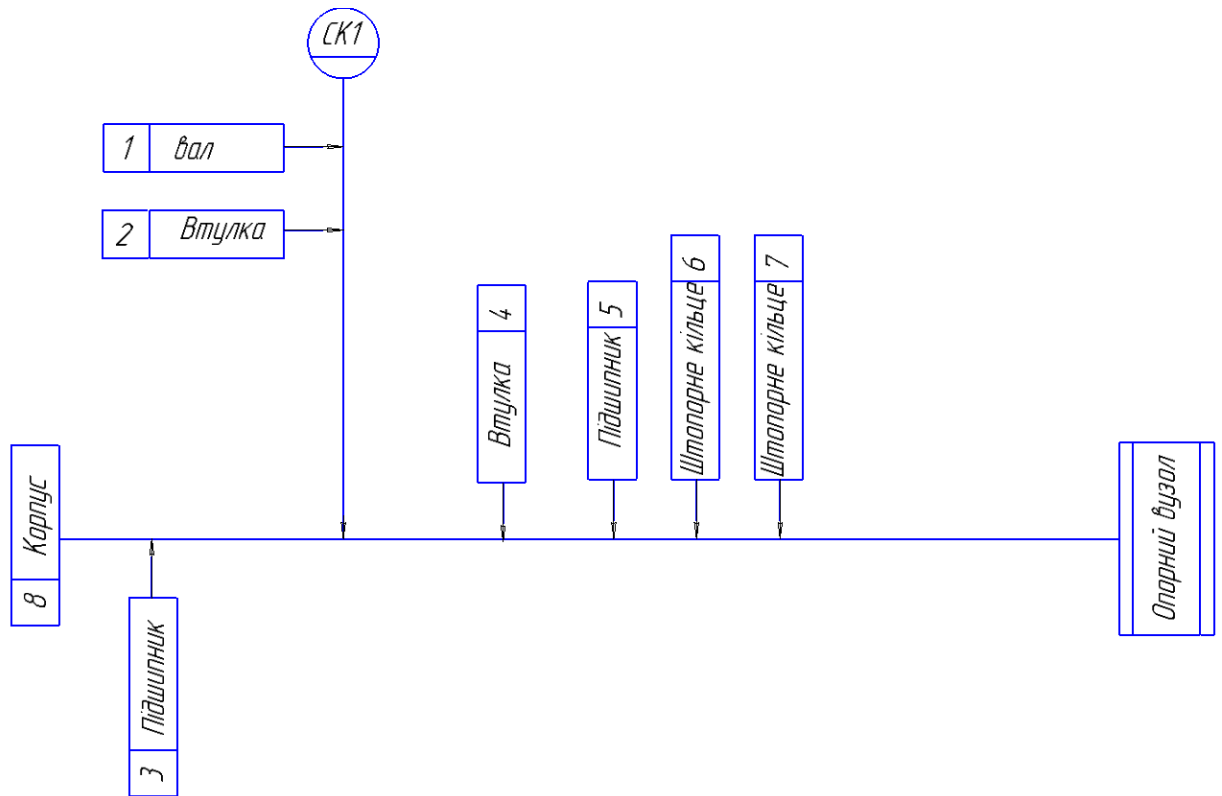 СК1
1 вал
2 Втулка
4 Втулка
5 Підшипник
6 Штопорне кільце
7 Штопорне кільце
8 Корпус
3 Підшипник
Опорний вузол